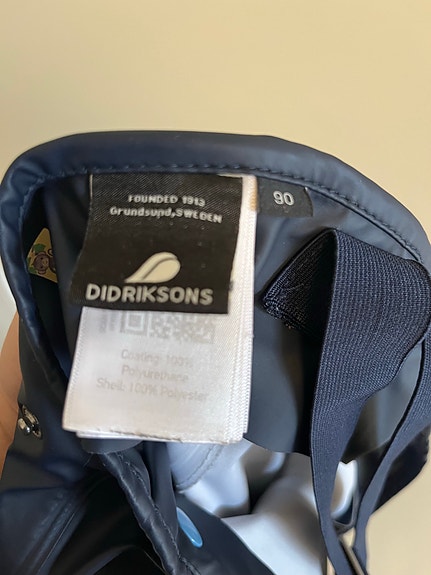 FOUNDED 1913
Grundsund, SWEDEN
90
DIDRIKSONS
Coating: 100%
Polyurethane
Shell: 100% Polyester